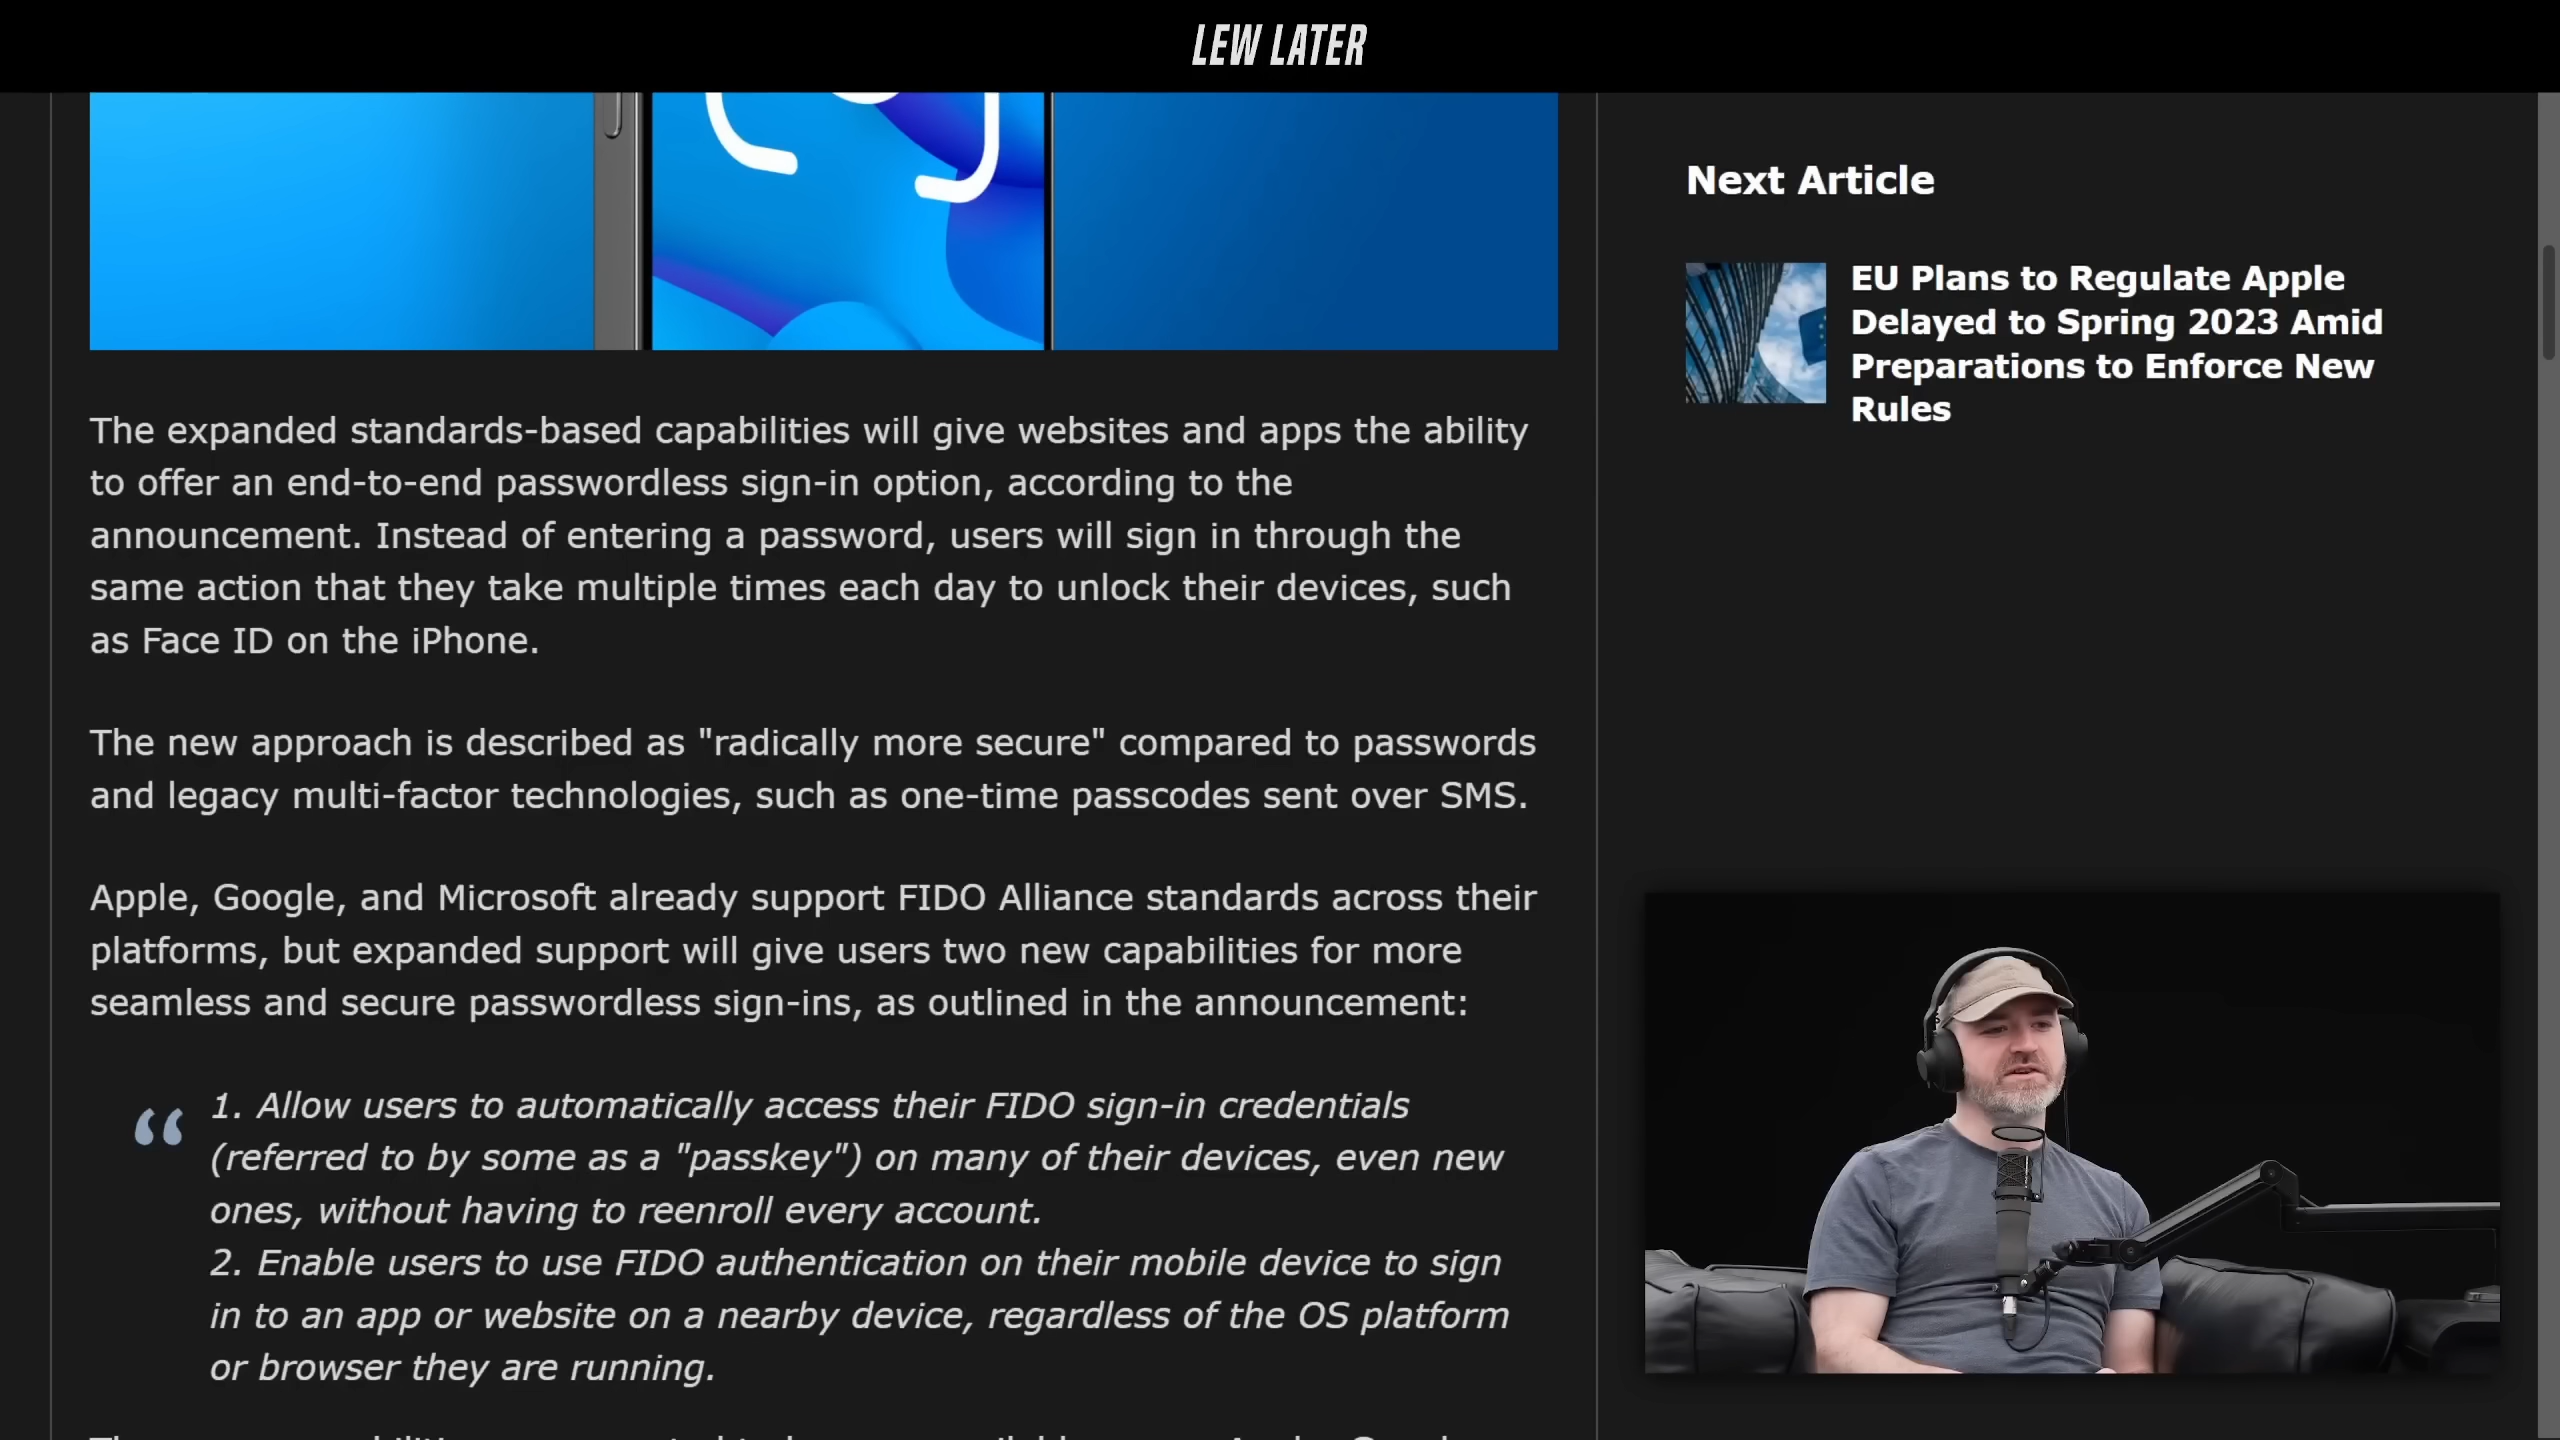 LEW LATER
The expanded standards-based capabilities will give websites and apps the ability
to offer an end-to-end passwordless sign-in option, according to the
announcement. Instead of entering a password, users will sign in through the
same action that they take multiple times each day to unlock their devices, such
as Face ID on the iPhone.
The new approach is described as "radically more secure" compared to passwords
and legacy multi-factor technologies, such as one-time passcodes sent over SMS.
Apple, Google, and Microsoft already support FIDO Alliance standards across their
platforms, but expanded support will give users two new capabilities for more
seamless and secure passwordless sign-ins, as outlined in the announcement:
“
1. Allow users to automatically access their FIDO sign-in credentials
(referred to by some as a "passkey") on many of their devices, even new
ones, without having to reenroll every account.
2. Enable users to use FIDO authentication on their mobile device to sign
in to an app or website on a nearby device, regardless of the OS platform
or browser they are running.
Next Article
EU Plans to Regulate Apple
Delayed to Spring 2023 Amid
Preparations to Enforce New
Rules